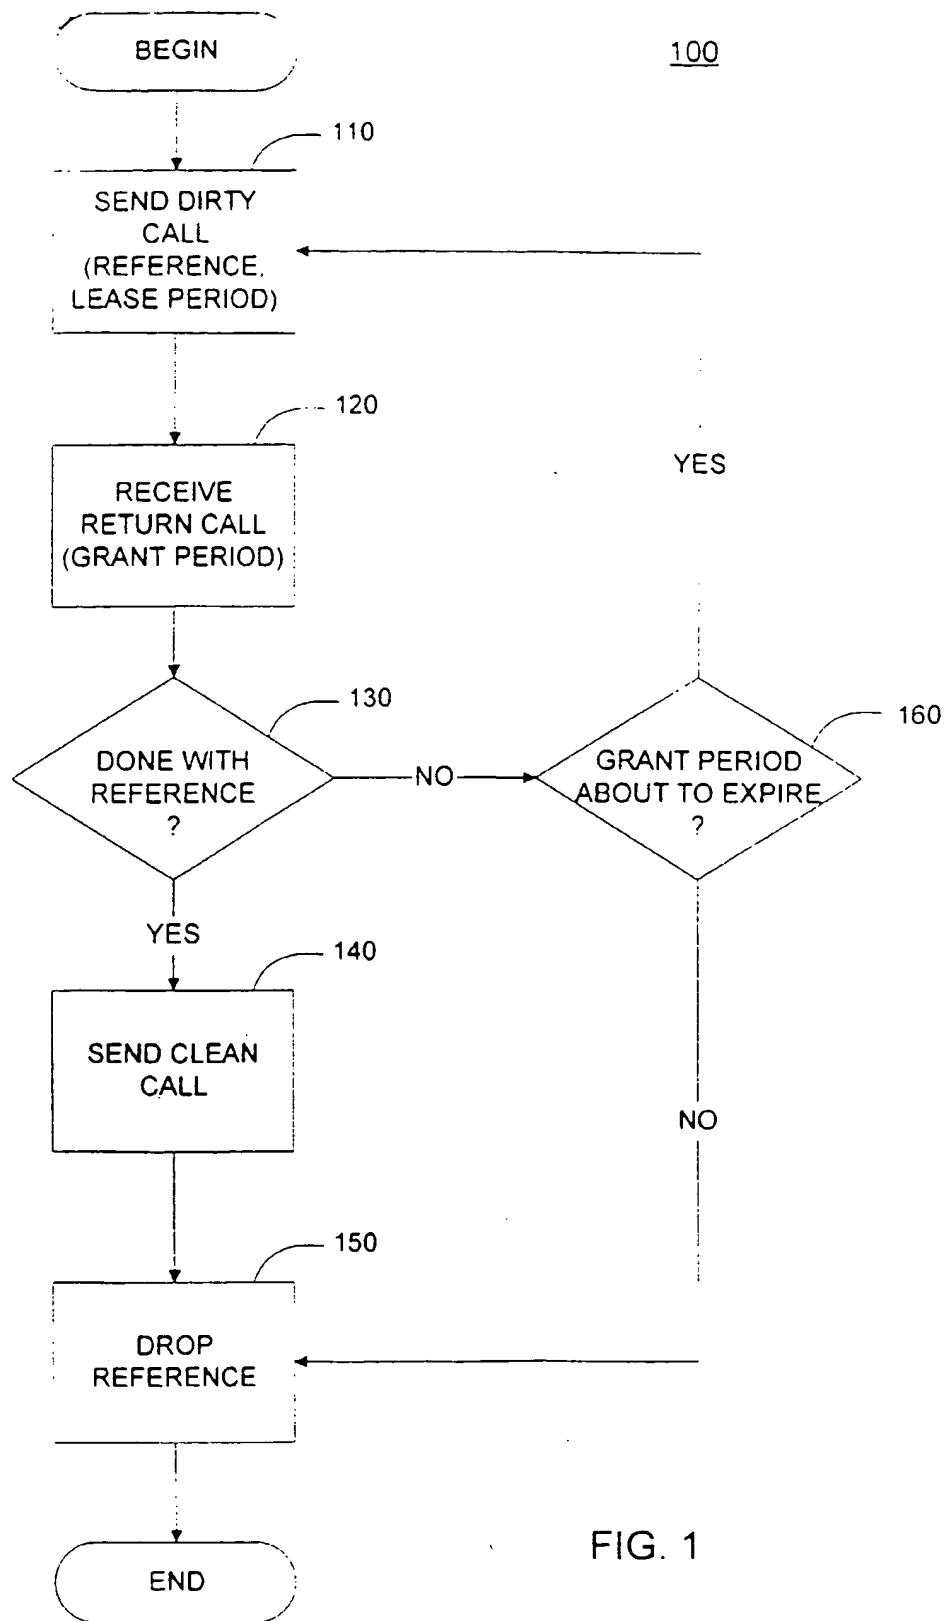 BEGIN
100
110
SEND DIRTY
CALL
(REFERENCE,
LEASE PERIOD)
120
RECEIVE
RETURN CALL
(GRANT PERIOD)
YES
130
DONE WITH
REFERENCE
?
NO
160
GRANT PERIOD
ABOUT TO EXPIRE
?
YES
140
SEND CLEAN
CALL
NO
150
DROP
REFERENCE
END
FIG. 1